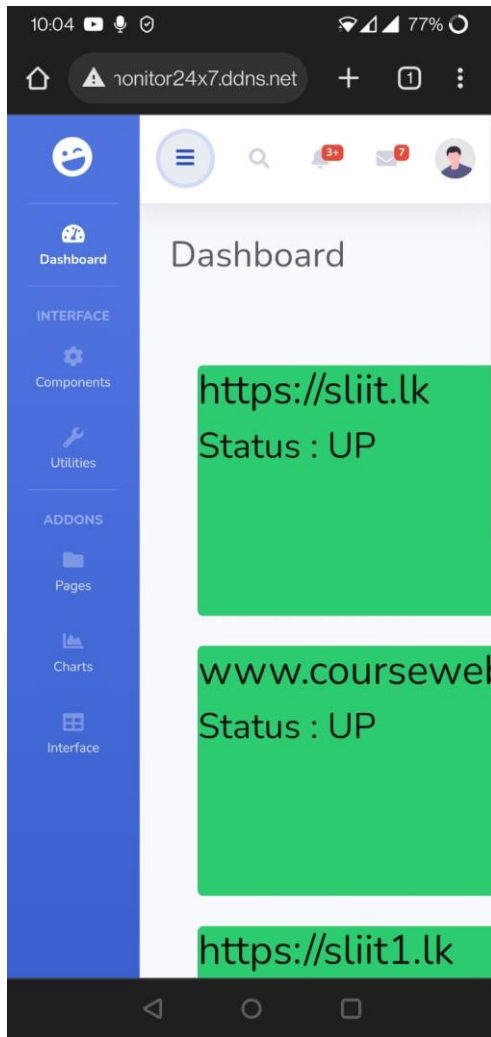 10:04
77%
nonitor24x7.ddns.net
1
3+
7
Dashboard
Dashboard
INTERFACE
Components
Utilities
ADDONS
Pages
Charts
Interface
https://sliit.lk
Status : UP
www.courseweb
Status : UP
https://sliit1.lk